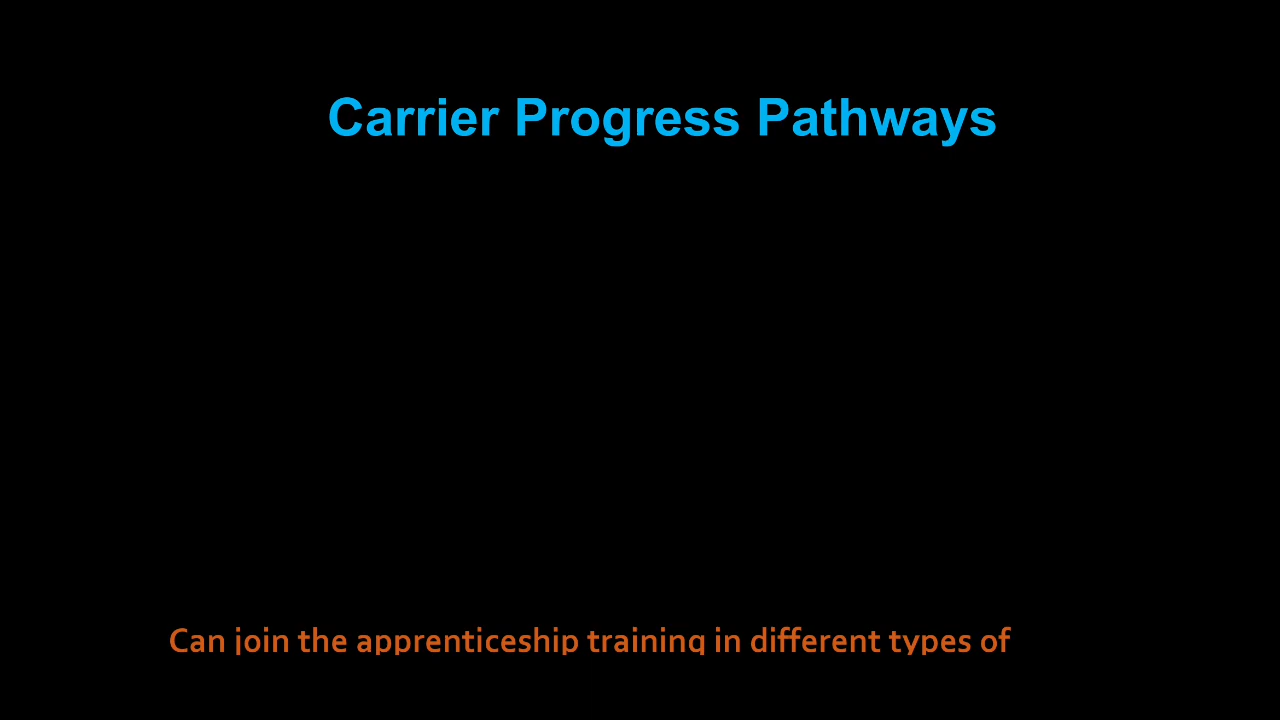 Carrier Progress Pathways
Can join the apprenticeship training in different types of